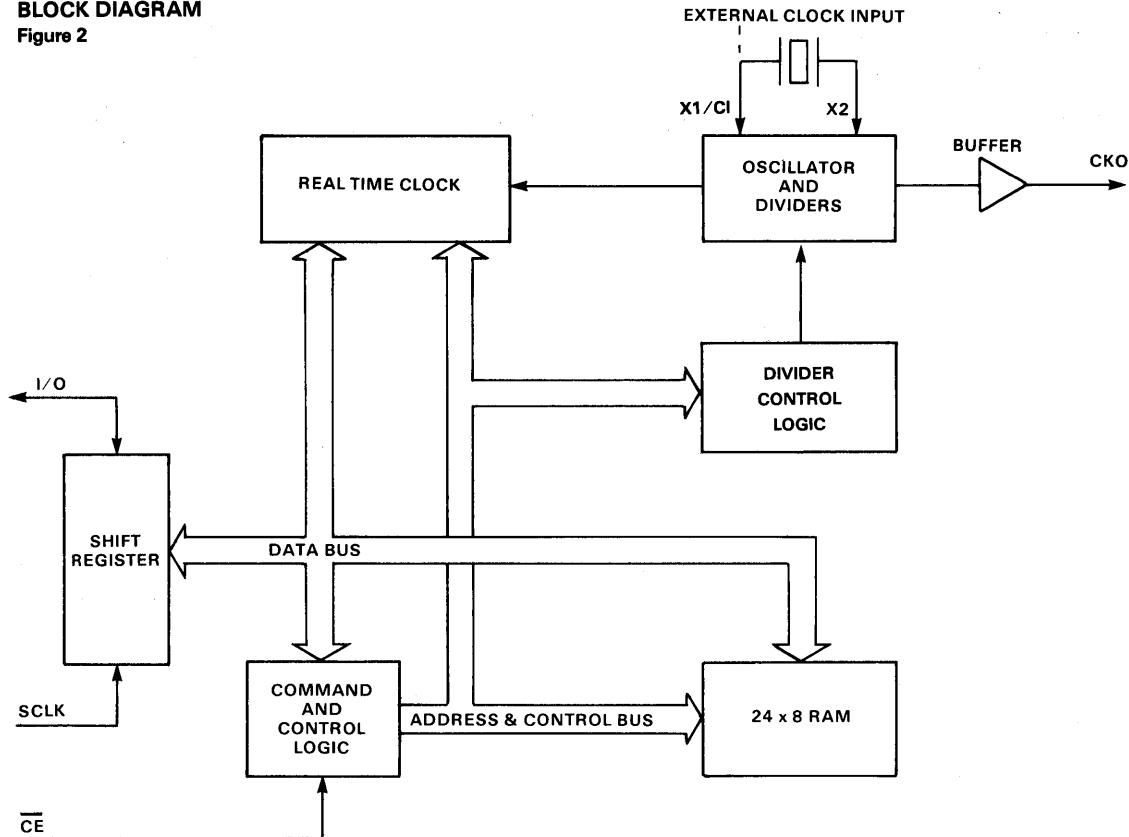 BLOCK DIAGRAM
Figure 2
EXTERNAL CLOCK INPUT
X1/CI
X2
REAL TIME CLOCK
OSCILLATOR
AND
DIVIDERS
BUFFER
CKO
DIVIDER
CONTROL
LOGIC
I/O
SHIFT
REGISTER
DATA BUS
SCLK
COMMAND
AND
CONTROL
LOGIC
ADDRESS & CONTROL BUS
24 x 8 RAM
C̅E̅